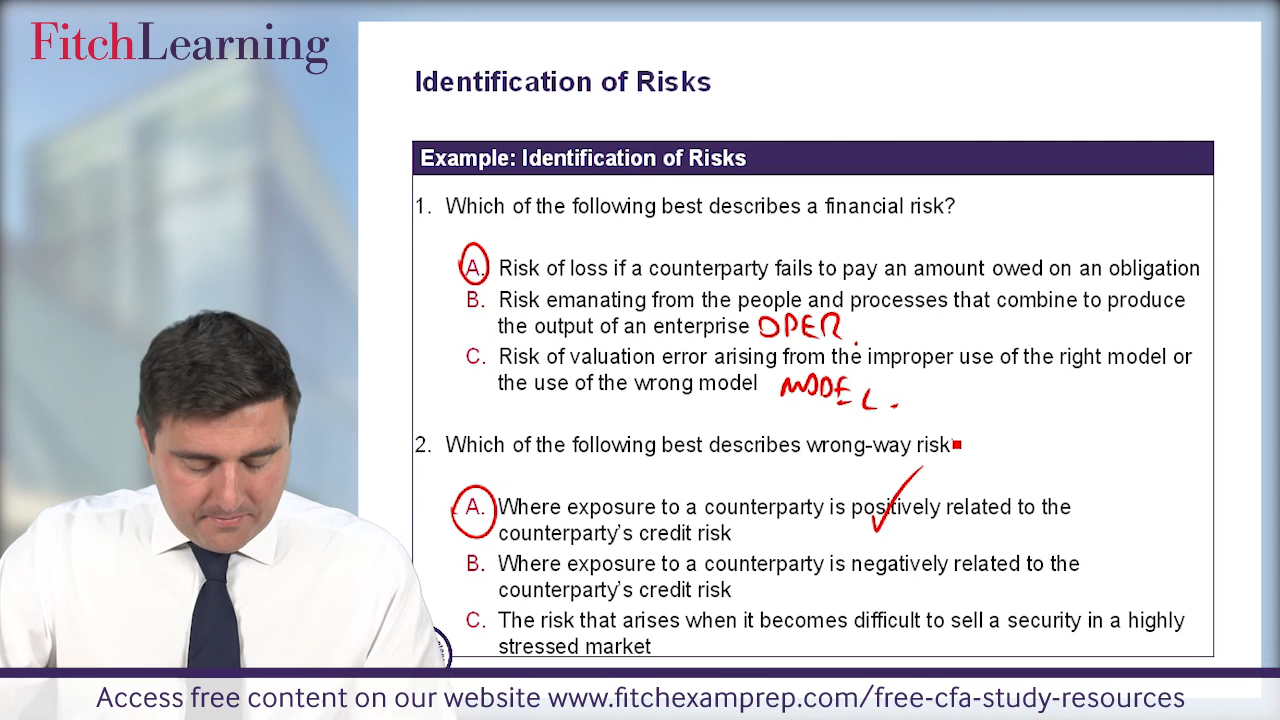 FitchLearning
Identification of Risks
Example: Identification of Risks
1. Which of the following best describes a financial risk?
A. Risk of loss if a counterparty fails to pay an amount owed on an obligation
B. Risk emanating from the people and processes that combine to produce
the output of an enterprise OPER.
C. Risk of valuation error arising from the improper use of the right model or
the use of the wrong model MODEL.
2. Which of the following best describes wrong-way risk
A. Where exposure to a counterparty is positively related to the
counterparty's credit risk
B. Where exposure to a counterparty is negatively related to the
counterparty's credit risk
C. The risk that arises when it becomes difficult to sell a security in a highly
stressed market
Access free content on our website www.fitchexamprep.com/free-cfa-study-resources